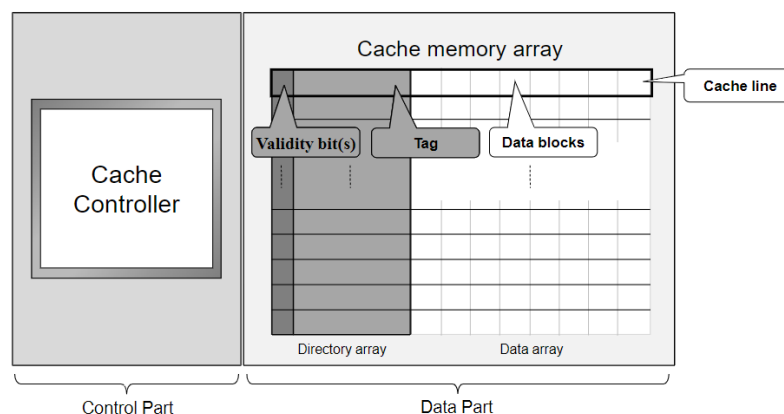 Cache memory array
Cache line
Validity bit(s)
Tag
Data blocks
Cache
Controller
Directory array
Data array
Control Part
Data Part